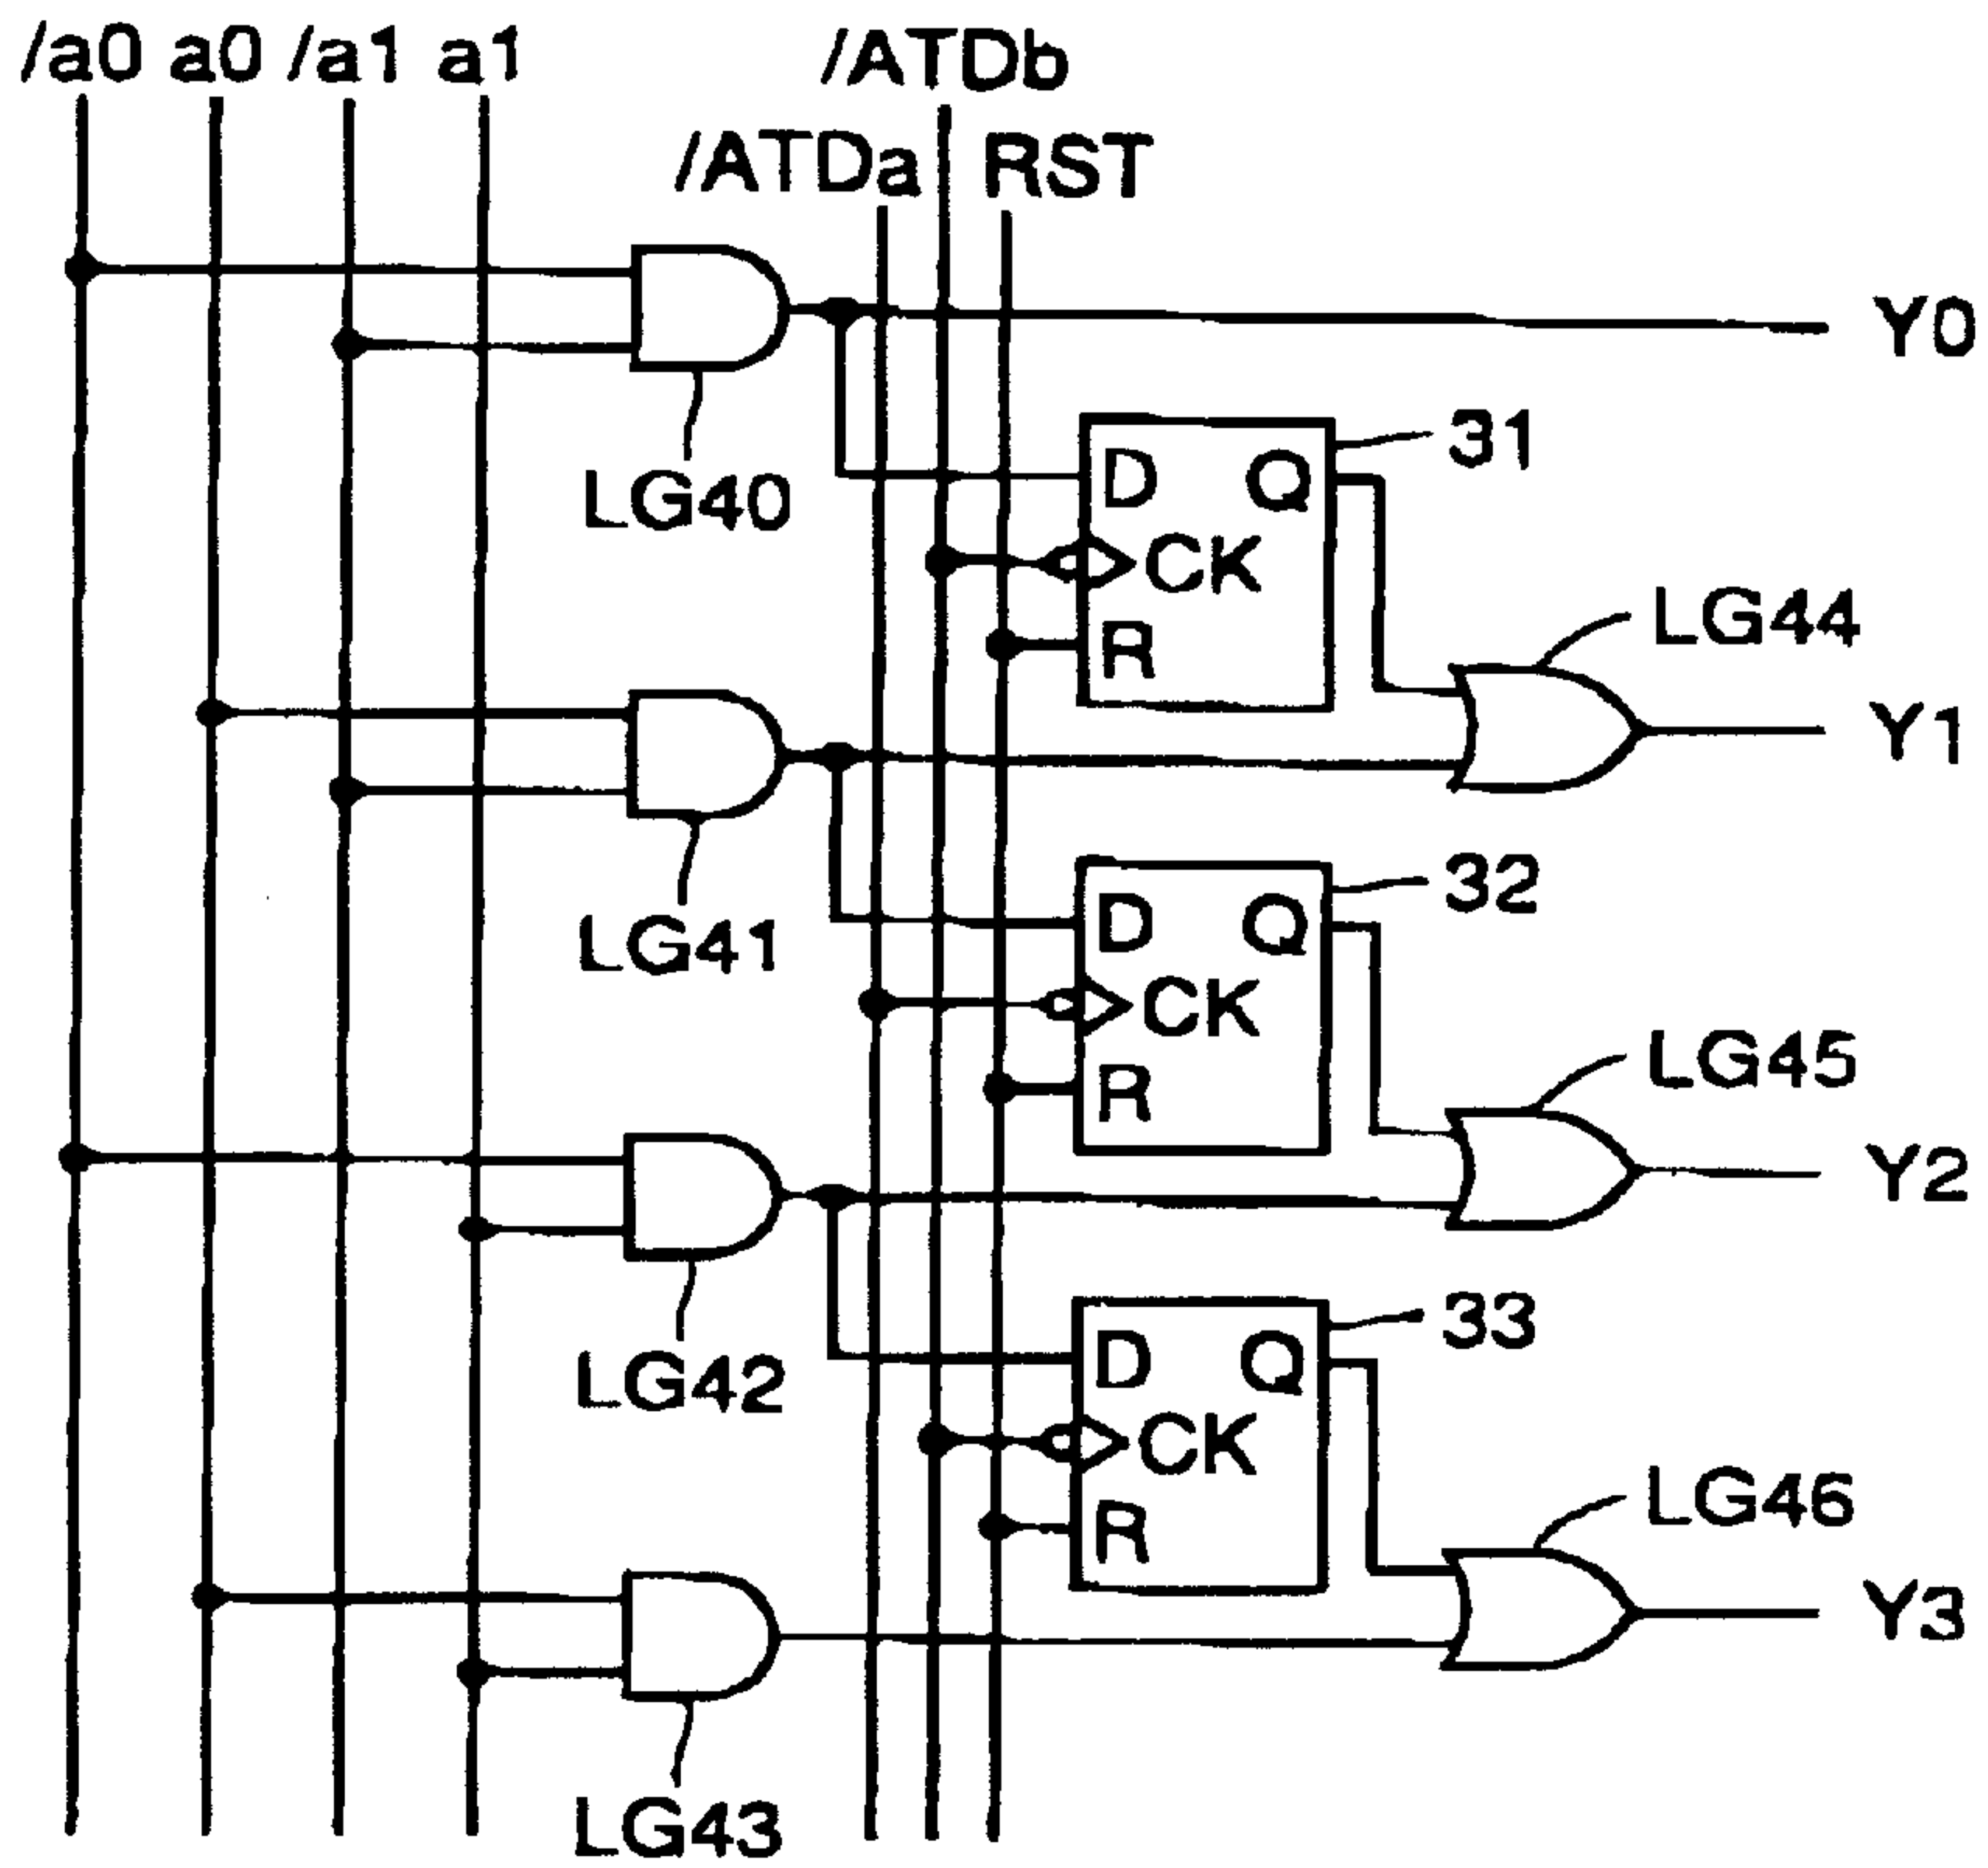 /a0 a0 /a1 a1
/ATDb
/ATDa RST
Y0
31
D Q
LG40
CK
LG44
R
Y1
32
LG41
D Q
CK
LG45
R
Y2
33
LG42
D Q
CK
LG46
R
Y3
LG43